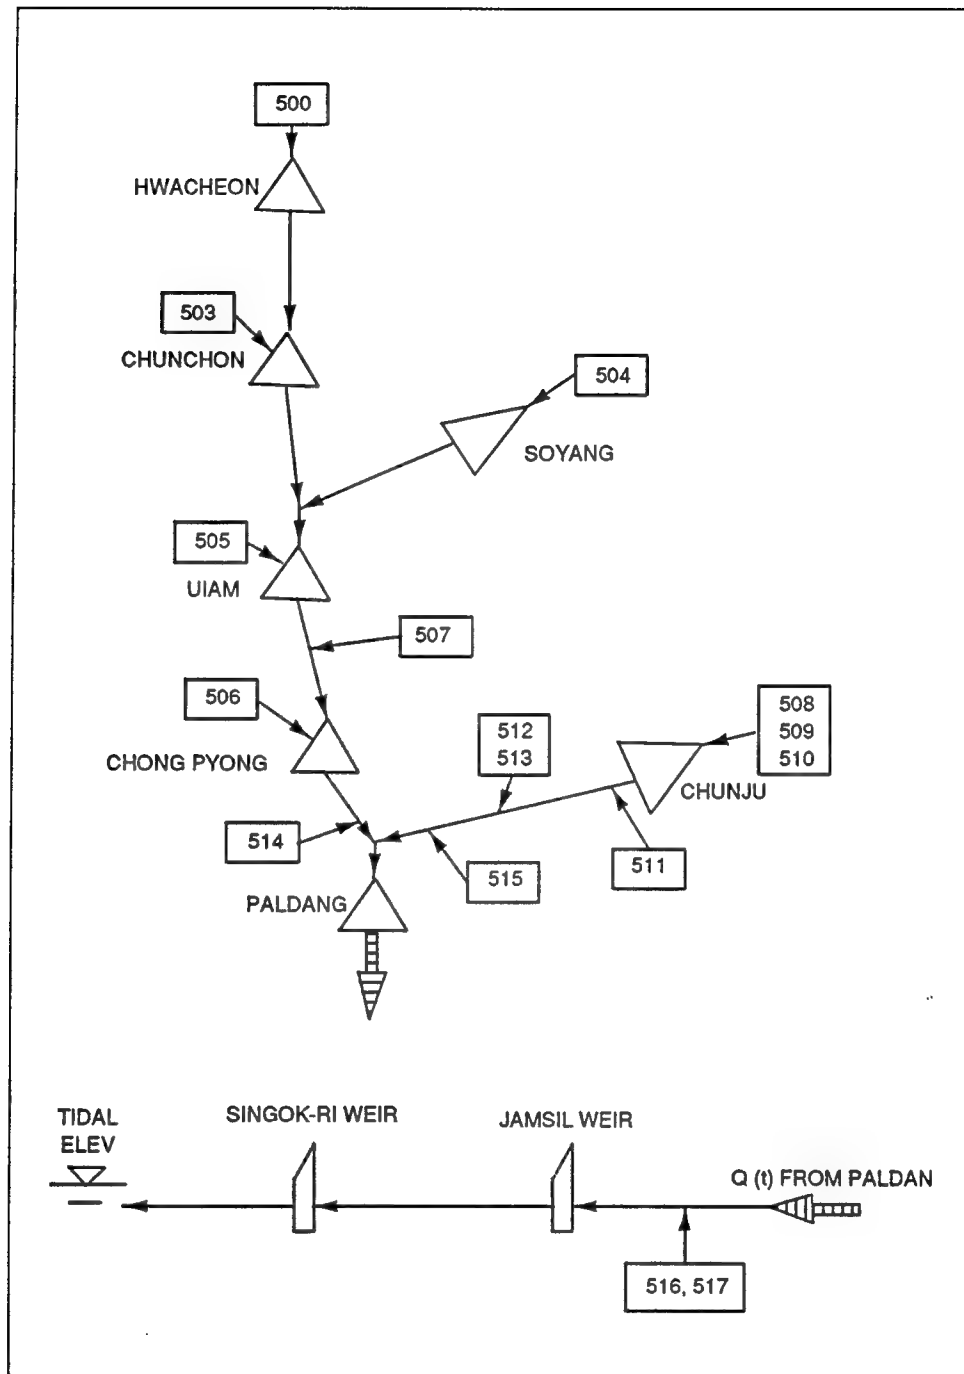 500
HWACHEON
503
CHUNCHON
504
SOYANG
505
UIAM
507
506
CHONG PYONG
508
509
510
512
513
CHUNJU
514
511
515
PALDANG
TIDAL
ELEV
SINGOK-RI WEIR
JAMSIL WEIR
Q (t) FROM PALDAN
516, 517